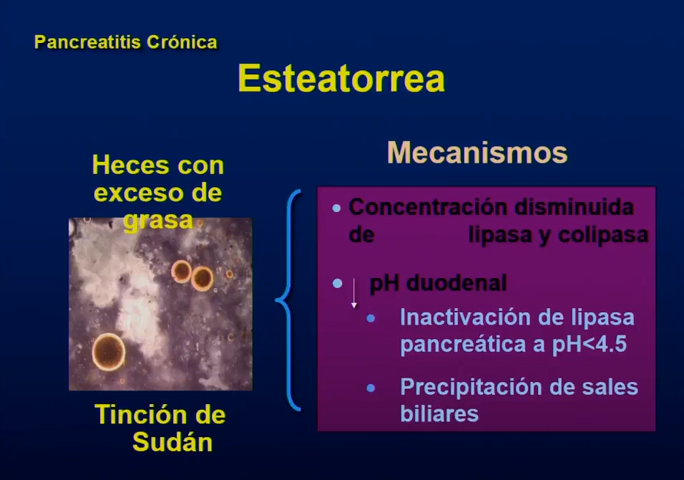 Pancreatitis Crónica
Esteatorrea
Heces con
exceso de
grasa
Tinción de
Sudán
Mecanismos
• Concentración disminuida
de lipasa y colipasa
• ↓ pH duodenal
• Inactivación de lipasa
pancreática a pH<4.5
• Precipitación de sales
biliares